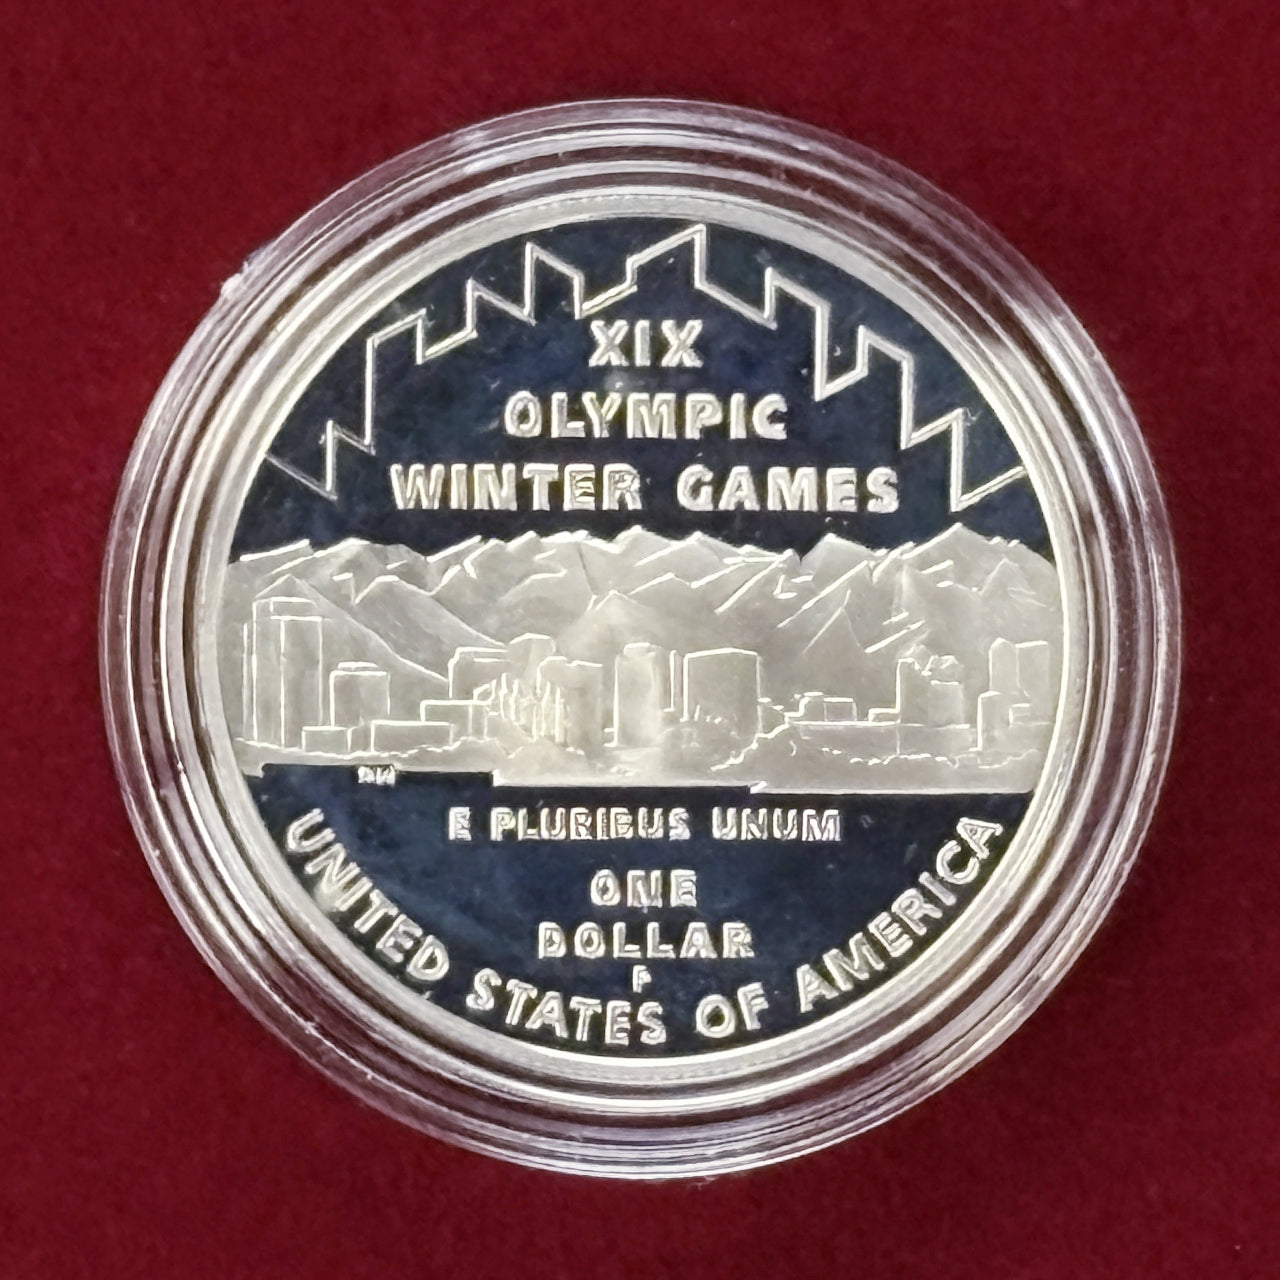 XIX
OLYMPIC
WINTER GAMES
E PLURIBUS UNUM
ONE
DOLLAR
P
UNITED STATES OF AMERICA